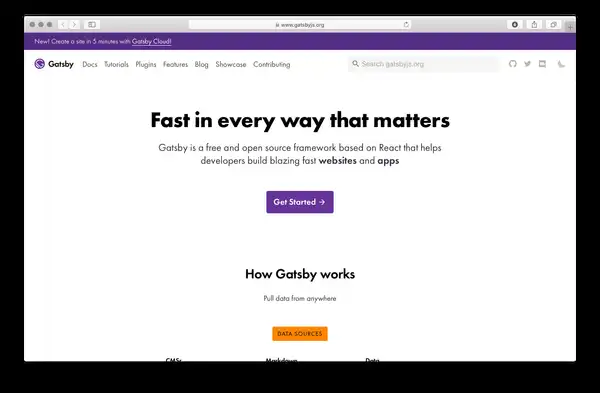 www.gatsbyjs.org
New! Create a site in 5 minutes with Gatsby Cloud!
Gatsby Docs Tutorials Plugins Features Blog Showcase Contributing Search gatsbyjs.org
Fast in every way that matters
Gatsby is a free and open source framework based on React that helps
developers build blazing fast websites and apps
Get Started →
How Gatsby works
Pull data from anywhere
DATA SOURCES
CMSs Markdown Data